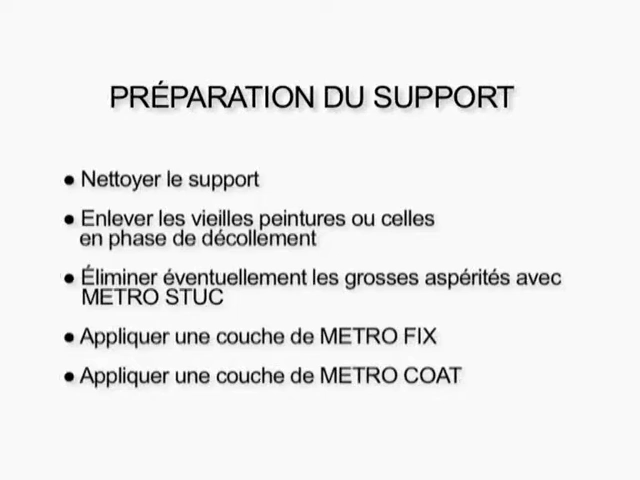 PRÉPARATION DU SUPPORT
● Nettoyer le support
● Enlever les vieilles peintures ou celles
en phase de décollement
● Éliminer éventuellement les grosses aspérités avec
METRO STUC
● Appliquer une couche de METRO FIX
● Appliquer une couche de METRO COAT